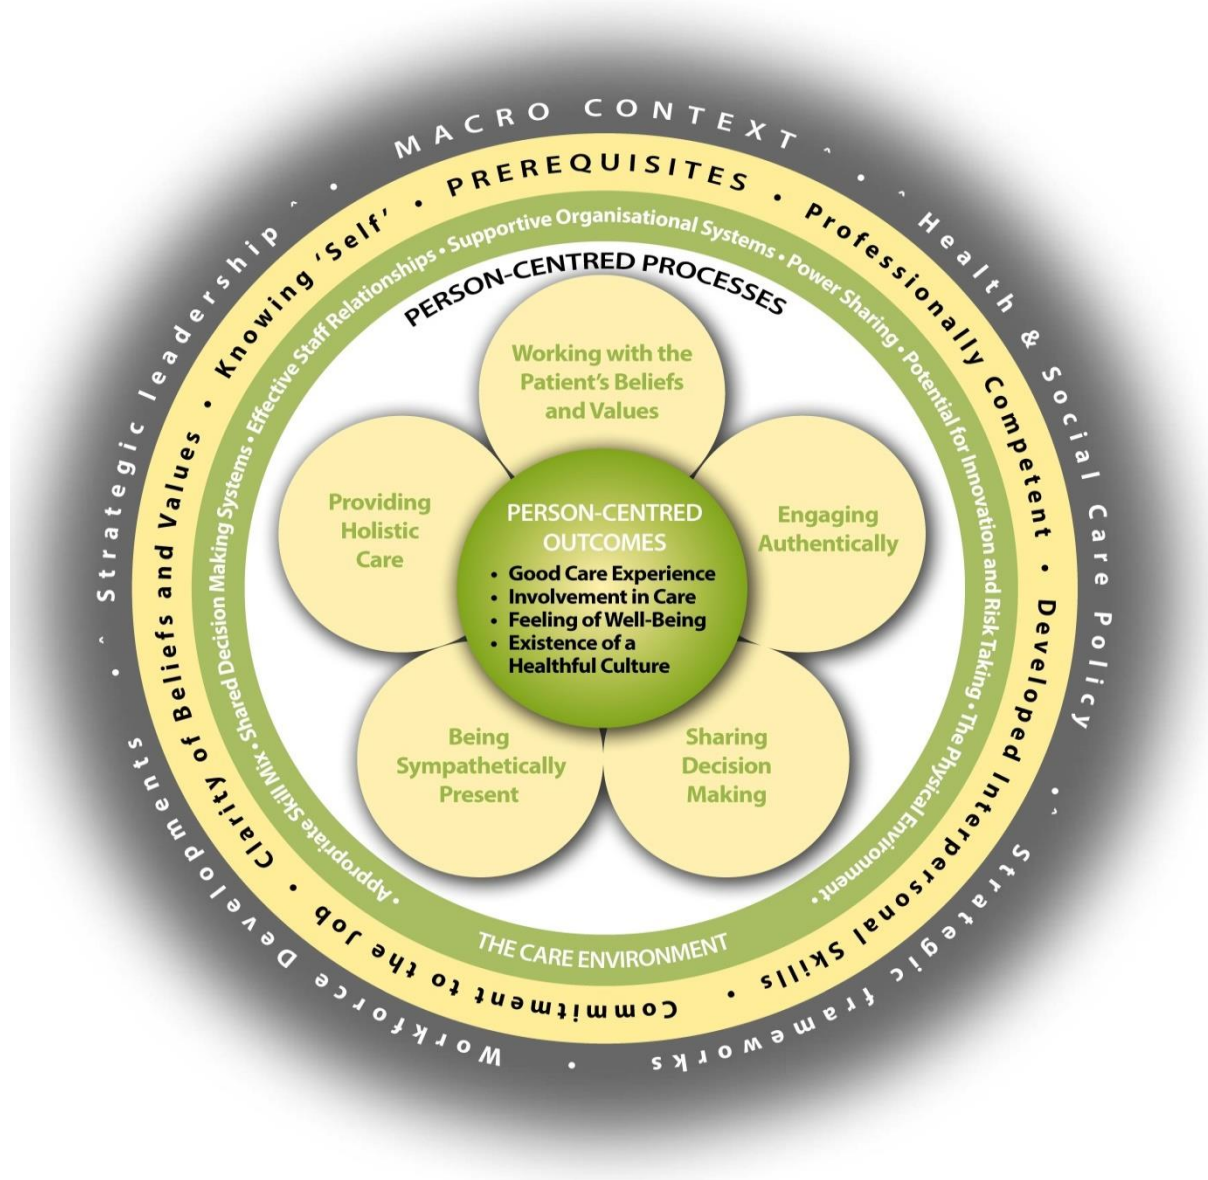 MACRO CONTEXT
Health & Social Care Policy
Strategic frameworks
Workforce Developments
Strategic leadership
PREREQUISITES • Professionally Competent • Developed Interpersonal Skills • Commitment to the Job • Clarity of Beliefs and Values • Knowing 'Self' •
THE CARE ENVIRONMENT
• Appropriate Skill Mix • Shared Decision Making Systems • Effective Staff Relationships • Supportive Organisational Systems • Power Sharing • Potential for Innovation and Risk Taking • The Physical Environment •
PERSON-CENTRED PROCESSES
Working with the
Patient's Beliefs
and Values
Engaging
Authentically
Sharing
Decision
Making
Being
Sympathetically
Present
Providing
Holistic
Care
PERSON-CENTRED
OUTCOMES
• Good Care Experience
• Involvement in Care
• Feeling of Well-Being
• Existence of a
Healthful Culture